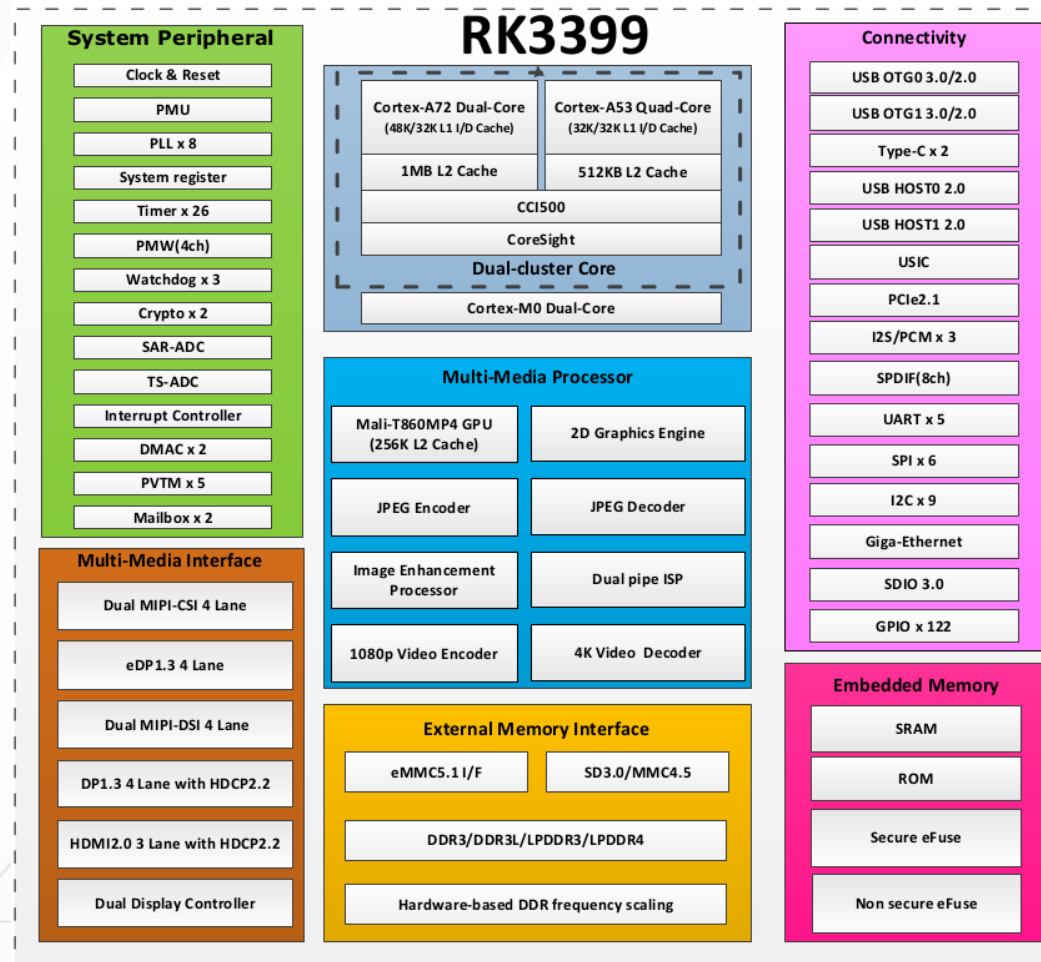 RK3399
System Peripheral
Clock & Reset
PMU
PLL x 8
System register
Timer x 26
PMW(4ch)
Watchdog x 3
Crypto x 2
SAR-ADC
TS-ADC
Interrupt Controller
DMAC x 2
PVTM x 5
Mailbox x 2
Multi-Media Interface
Dual MIPI-CSI 4 Lane
eDP1.3 4 Lane
Dual MIPI-DSI 4 Lane
DP1.3 4 Lane with HDCP2.2
HDMI2.0 3 Lane with HDCP2.2
Dual Display Controller
Cortex-A72 Dual-Core
(48K/32K L1 I/D Cache)
1MB L2 Cache
Cortex-A53 Quad-Core
(32K/32K L1 I/D Cache)
512KB L2 Cache
CCI500
CoreSight
Dual-cluster Core
Cortex-M0 Dual-Core
Multi-Media Processor
Mali-T860MP4 GPU
(256K L2 Cache)
2D Graphics Engine
JPEG Encoder
JPEG Decoder
Image Enhancement
Processor
Dual pipe ISP
1080p Video Encoder
4K Video Decoder
External Memory Interface
eMMC5.1 I/F
SD3.0/MMC4.5
DDR3/DDR3L/LPDDR3/LPDDR4
Hardware-based DDR frequency scaling
Connectivity
USB OTG0 3.0/2.0
USB OTG1 3.0/2.0
Type-C x 2
USB HOST0 2.0
USB HOST1 2.0
USIC
PCIe2.1
I2S/PCM x 3
SPDIF(8ch)
UART x 5
SPI x 6
I2C x 9
Giga-Ethernet
SDIO 3.0
GPIO x 122
Embedded Memory
SRAM
ROM
Secure eFuse
Non secure eFuse